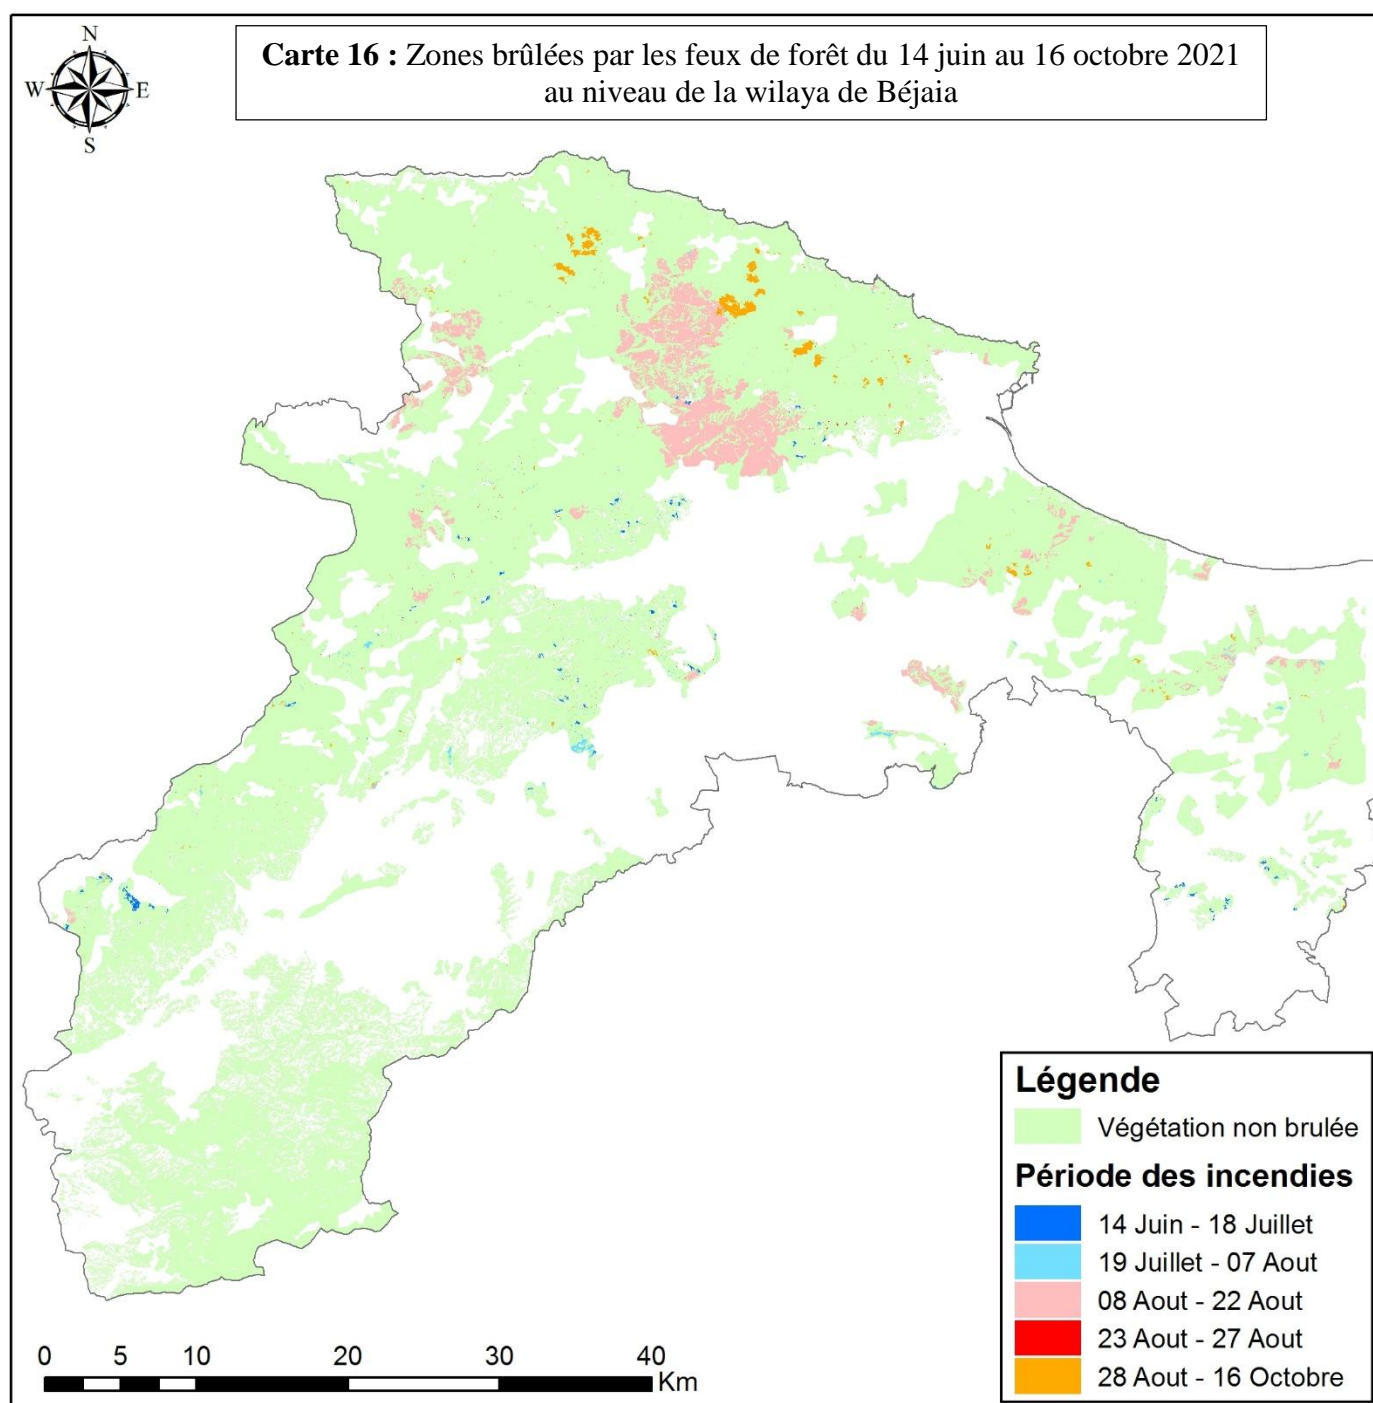 N
W E
S
Carte 16 : Zones brûlées par les feux de forêt du 14 juin au 16 octobre 2021
au niveau de la wilaya de Béjaia
Légende
Végétation non brulée
Période des incendies
14 Juin - 18 Juillet
19 Juillet - 07 Aout
08 Aout - 22 Aout
23 Aout - 27 Aout
28 Aout - 16 Octobre
0 5 10 20 30 40
Km